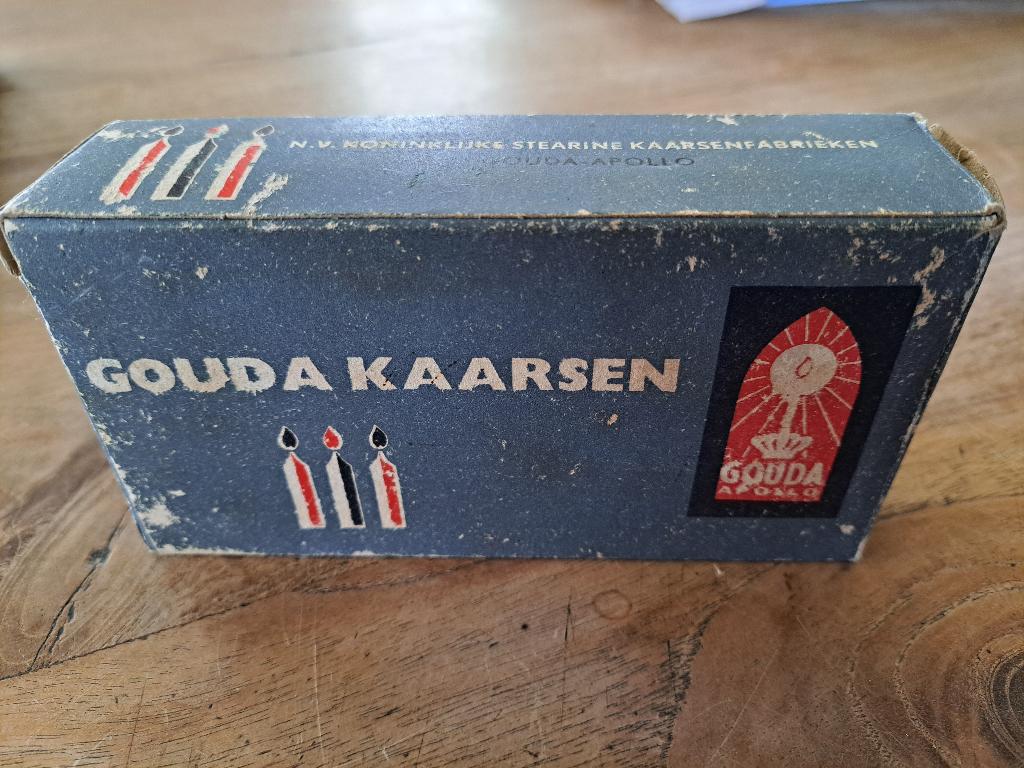 N.V. KONINKLIJKE STEARINE KAARSENFABRIEKEN
GOUDA-APOLLO
GOUDA KAARSEN
GOUDA
APOLLO